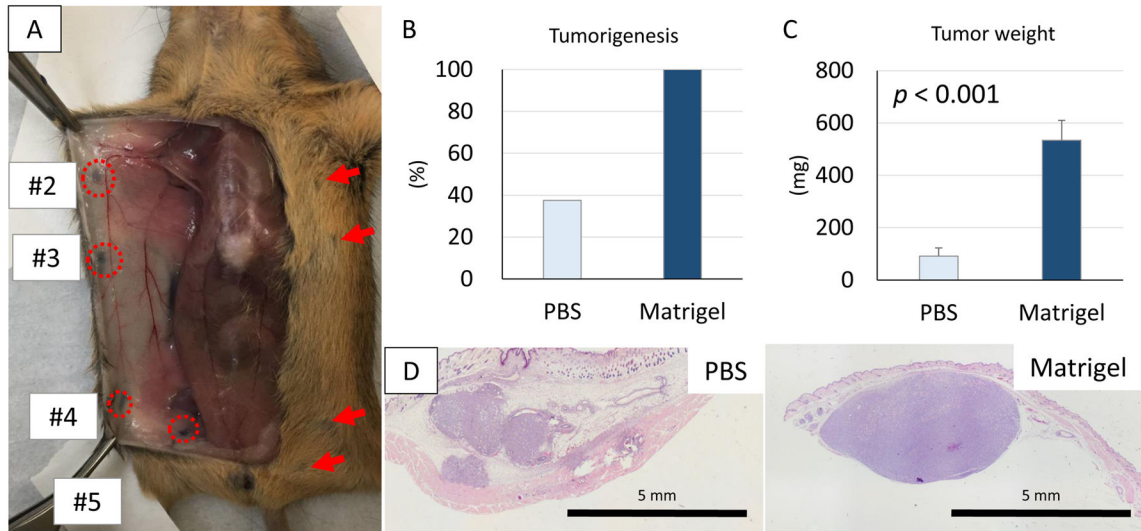 A
#2
#3
#4
#5
B
Tumorigenesis
100
80
60
40
20
0
(%)
PBS
Matrigel
C
Tumor weight
800
600
400
200
0
(mg)
p < 0.001
PBS
Matrigel
D
PBS
5 mm
Matrigel
5 mm